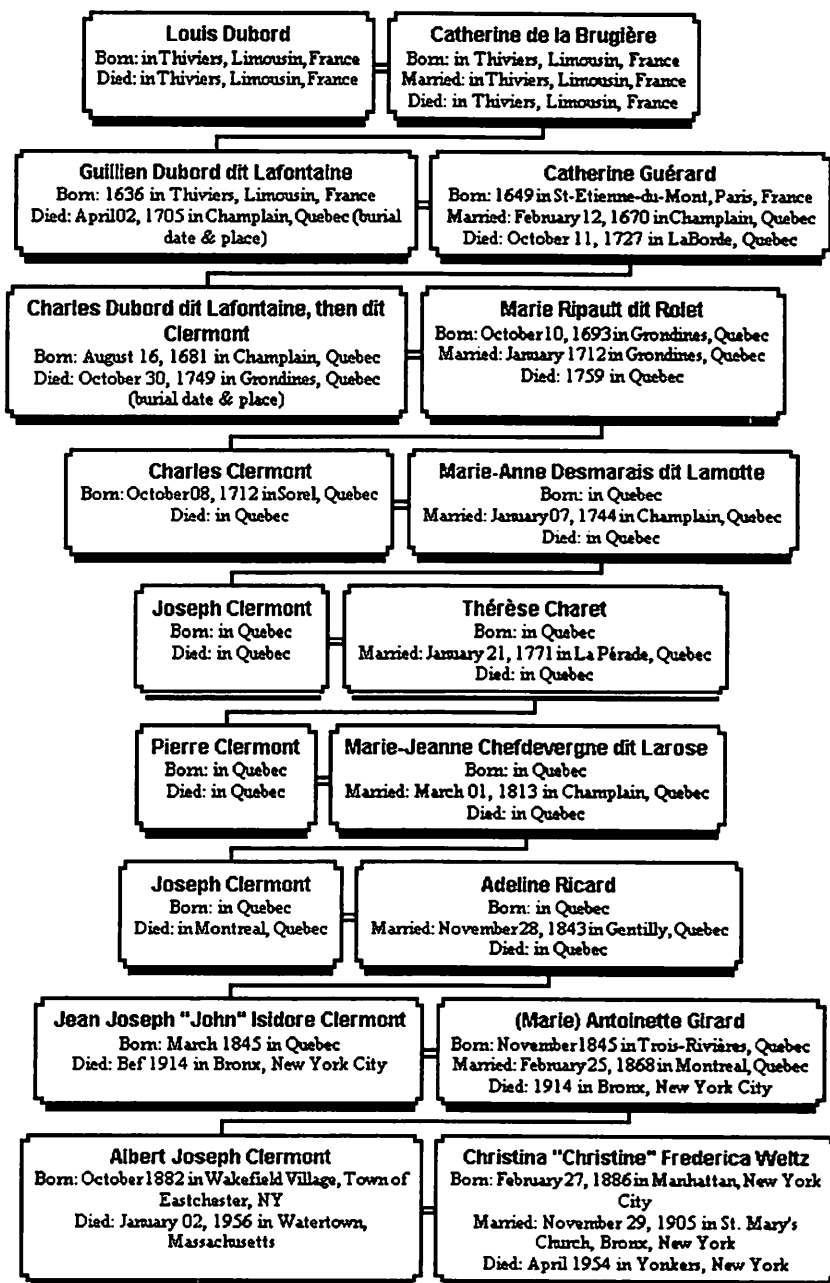 Louis Dubord
Born: in Thiviers, Limousin, France
Died: in Thiviers, Limousin, France
Catherine de la Brugière
Born: in Thiviers, Limousin, France
Married: in Thiviers, Limousin, France
Died: in Thiviers, Limousin, France
Guillien Dubord dit Lafontaine
Born: 1636 in Thiviers, Limousin, France
Died: April 02, 1705 in Champlain, Quebec (burial
date & place)
Catherine Guérard
Born: 1649 in St-Etienne-du-Mont, Paris, France
Married: February 12, 1670 in Champlain, Quebec
Died: October 11, 1727 in LaBorde, Quebec
Charles Dubord dit Lafontaine, then dit
Clermont
Born: August 16, 1681 in Champlain, Quebec
Died: October 30, 1749 in Grondines, Quebec
(burial date & place)
Marie Ripault dit Rolet
Born: October 10, 1693 in Grondines, Quebec
Married: January 1712 in Grondines, Quebec
Died: 1759 in Quebec
Charles Clermont
Born: October 08, 1712 in Sorel, Quebec
Died: in Quebec
Marie-Anne Desmarais dit Lamotte
Born: in Quebec
Married: January 07, 1744 in Champlain, Quebec
Died: in Quebec
Joseph Clermont
Born: in Quebec
Died: in Quebec
Thérèse Charet
Born: in Quebec
Married: January 21, 1771 in La Pérade, Quebec
Died: in Quebec
Pierre Clermont
Born: in Quebec
Died: in Quebec
Marie-Jeanne Chefdevergne dit Larose
Born: in Quebec
Married: March 01, 1813 in Champlain, Quebec
Died: in Quebec
Joseph Clermont
Born: in Quebec
Died: in Montreal, Quebec
Adeline Ricard
Born: in Quebec
Married: November 28, 1843 in Gentilly, Quebec
Died: in Quebec
Jean Joseph "John" Isidore Clermont
Born: March 1845 in Quebec
Died: Bef 1914 in Bronx, New York City
(Marie) Antoinette Girard
Born: November 1845 in Trois-Rivières, Quebec
Married: February 25, 1868 in Montreal, Quebec
Died: 1914 in Bronx, New York City
Albert Joseph Clermont
Born: October 1882 in Wakefield Village, Town of
Eastchester, NY
Died: January 02, 1956 in Watertown,
Massachusetts
Christina "Christine" Frederica Weltz
Born: February 27, 1886 in Manhattan, New York
City
Married: November 29, 1905 in St. Mary's
Church, Bronx, New York
Died: April 1954 in Yonkers, New York